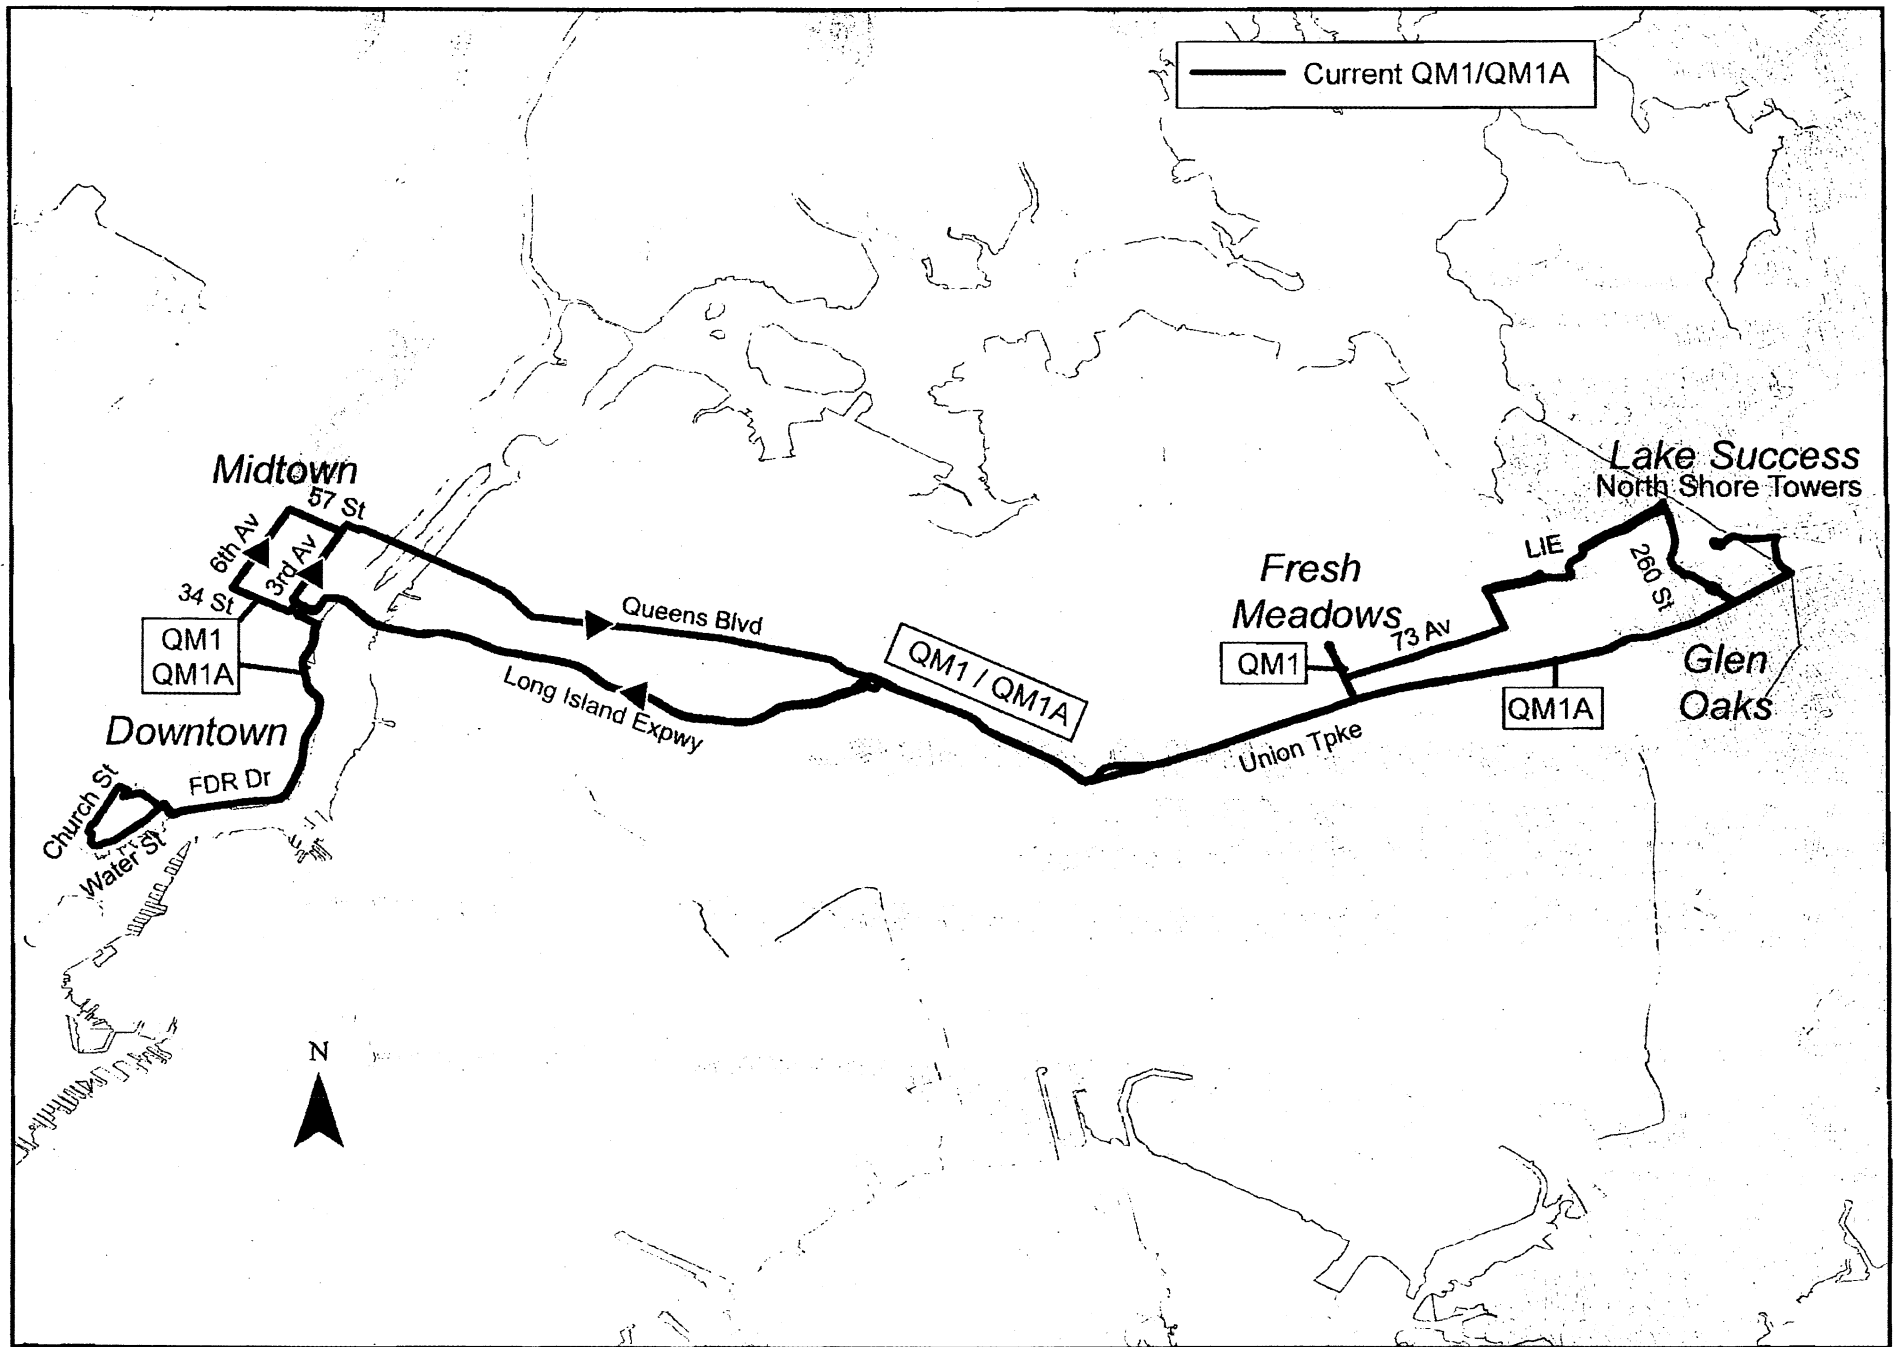 Current QM1/QM1A
Midtown
57 St
6th Av
3rd Av
34 St
QM1
QM1A
Downtown
Church St
FDR Dr
Water St
Queens Blvd
Long Island Expwy
QM1 / QM1A
Union Tpke
Fresh
Meadows
QM1
73 Av
LIE
260 St
QM1A
Lake Success
North Shore Towers
Glen
Oaks
N